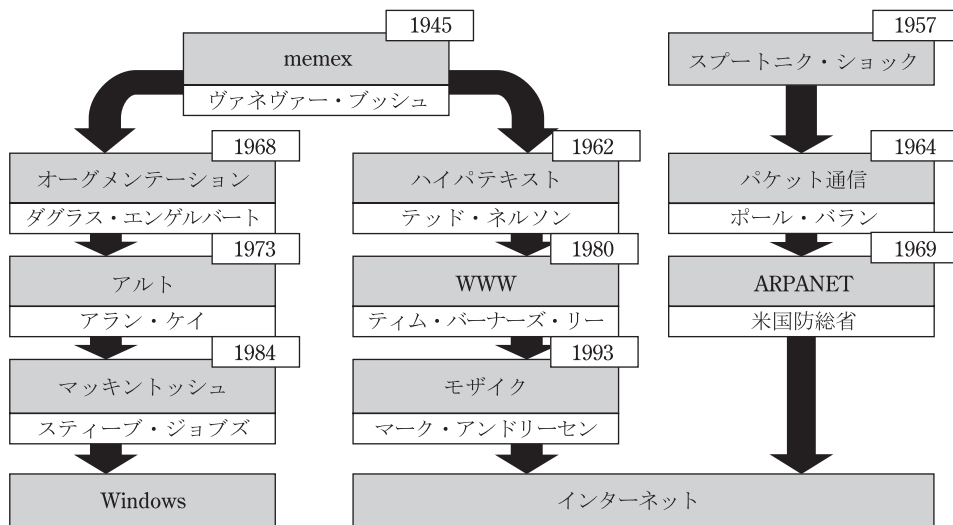 1945
memex
ヴァネヴァー・ブッシュ
1957
スプートニク・ショック
1968
オーグメンテーション
ダグラス・エンゲルバート
1962
ハイパテキスト
テッド・ネルソン
1964
パケット通信
ポール・バラン
1973
アルト
アラン・ケイ
1980
WWW
ティム・バーナーズ・リー
1969
ARPANET
米国防総省
1984
マッキントッシュ
スティーブ・ジョブズ
1993
モザイク
マーク・アンドリーセン
Windows
インターネット